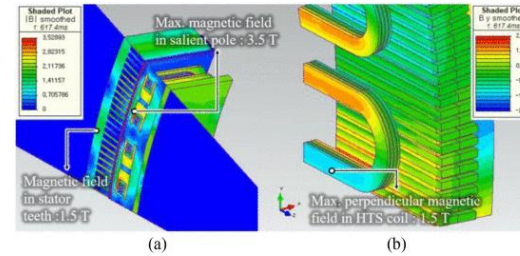 Shaded Plot
|B| smoothed
t: 617.4ms
3,52893
2,82315
2,11736
1,41157
0,705786
0
Max. magnetic field
in salient pole : 3.5 T
Magnetic field
in stator
teeth :1.5 T
Shaded Plot
B y smoothed
t: 617.4ms
Max. perpendicular magnetic
field in HTS coil : 1.5 T
(a)
(b)